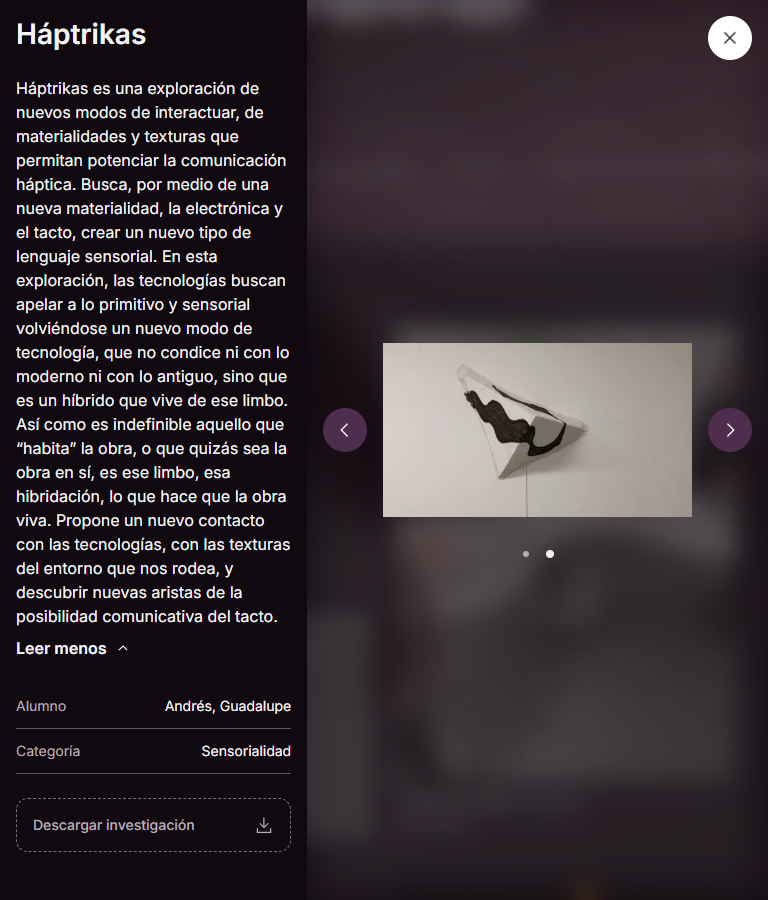 Háptrikas
Háptrikas es una exploración de
nuevos modos de interactuar, de
materialidades y texturas que
permitan potenciar la comunicación
háptica. Busca, por medio de una
nueva materialidad, la electrónica y
el tacto, crear un nuevo tipo de
lenguaje sensorial. En esta
exploración, las tecnologías buscan
apelar a lo primitivo y sensorial
volviéndose un nuevo modo de
tecnología, que no condice ni con lo
moderno ni con lo antiguo, sino que
es un híbrido que vive de ese limbo.
Así como es indefinible aquello que
“habita” la obra, o que quizás sea la
obra en sí, es ese limbo, esa
hibridación, lo que hace que la obra
viva. Propone un nuevo contacto
con las tecnologías, con las texturas
del entorno que nos rodea, y
descubrir nuevas aristas de la
posibilidad comunicativa del tacto.
Leer menos
Alumno Andrés, Guadalupe
Categoría Sensorialidad
Descargar investigación